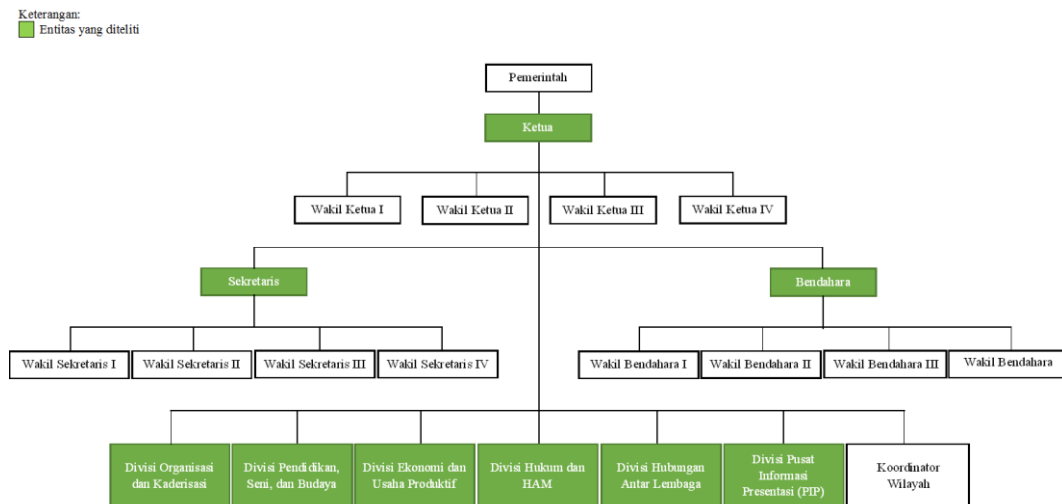 Keterangan:
Entitas yang diteliti
Pemerintah
Ketua
Wakil Ketua I
Wakil Ketua II
Wakil Ketua III
Wakil Ketua IV
Sekretaris
Bendahara
Wakil Sekretaris I
Wakil Sekretaris II
Wakil Sekretaris III
Wakil Sekretaris IV
Wakil Bendahara I
Wakil Bendahara II
Wakil Bendahara III
Wakil Bendahara
Divisi Organisasi
dan Kaderisasi
Divisi Pendidikan,
Seni, dan Budaya
Divisi Ekonomi dan
Usaha Produktif
Divisi Hukum dan
HAM
Divisi Hubungan
Antar Lembaga
Divisi Pusat
Informasi
Presentasi (PIP)
Koordinator
Wilayah